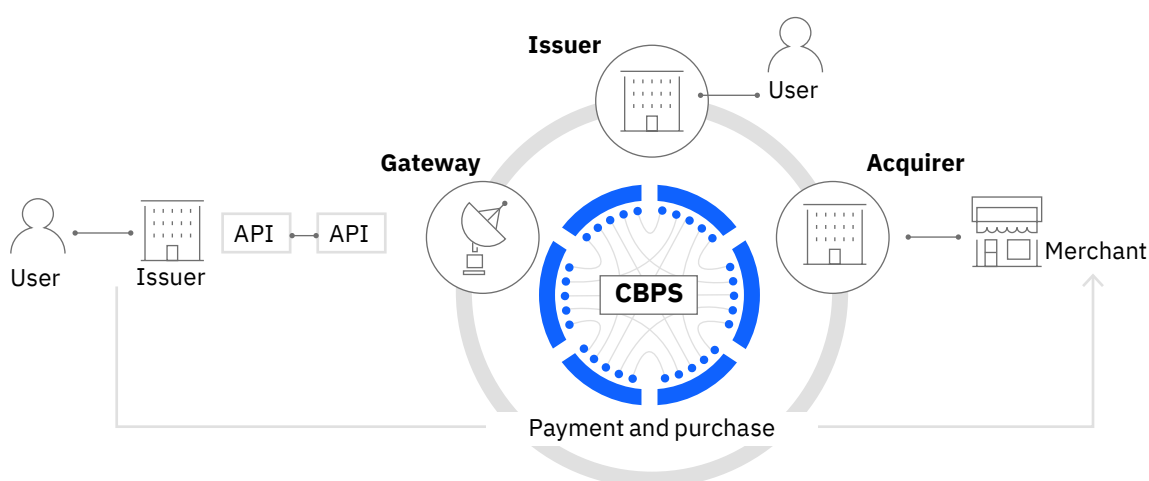 Issuer
User
Gateway
Acquirer
API
API
User
Issuer
CBPS
Merchant
Payment and purchase